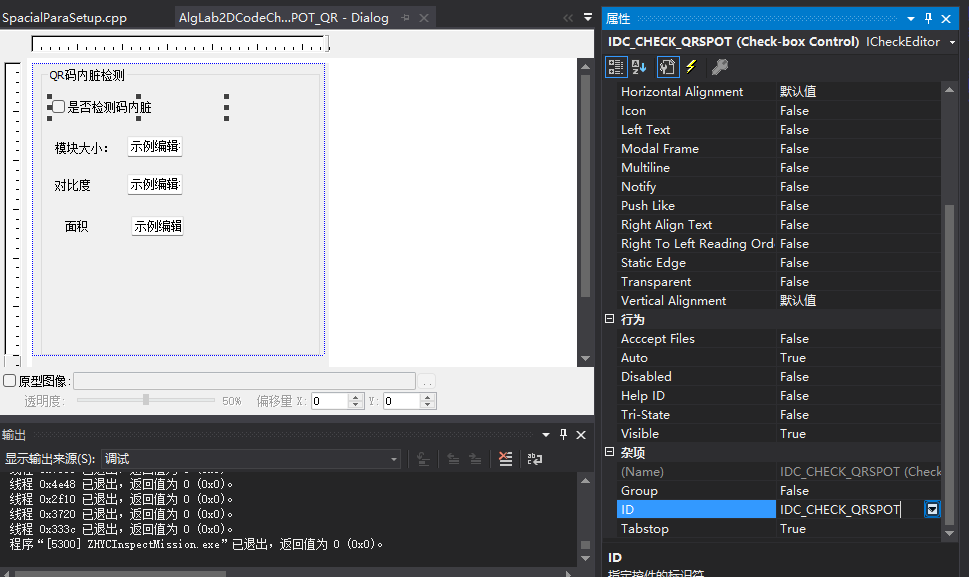 SpacialParaSetup.cpp
AlgLab2DCodeCh...POT_QR - Dialog
QR码内脏检测
是否检测码内脏
模块大小：
示例编辑
对比度
示例编辑
面积
示例编辑
原型图像:
透明度:
50%
偏移量 X:
0
Y:
0
输出
显示输出来源(S):
调试
线程 0x4e48 已退出，返回值为 0 (0x0)。
线程 0x2f10 已退出，返回值为 0 (0x0)。
线程 0x3720 已退出，返回值为 0 (0x0)。
线程 0x333c 已退出，返回值为 0 (0x0)。
程序“[5300] ZHYCInspectMission.exe”已退出，返回值为 0 (0x0)。
属性
IDC_CHECK_QRSPOT (Check-box Control) ICheckEditor
Horizontal Alignment 默认值
Icon False
Left Text False
Modal Frame False
Multiline False
Notify False
Push Like False
Right Align Text False
Right To Left Reading Ord False
Static Edge False
Transparent False
Vertical Alignment 默认值
行为
Acccept Files False
Auto True
Disabled False
Help ID False
Tri-State False
Visible True
杂项
(Name) IDC_CHECK_QRSPOT (Check
Group False
ID IDC_CHECK_QRSPOT
Tabstop True
ID
指定控件的标识符